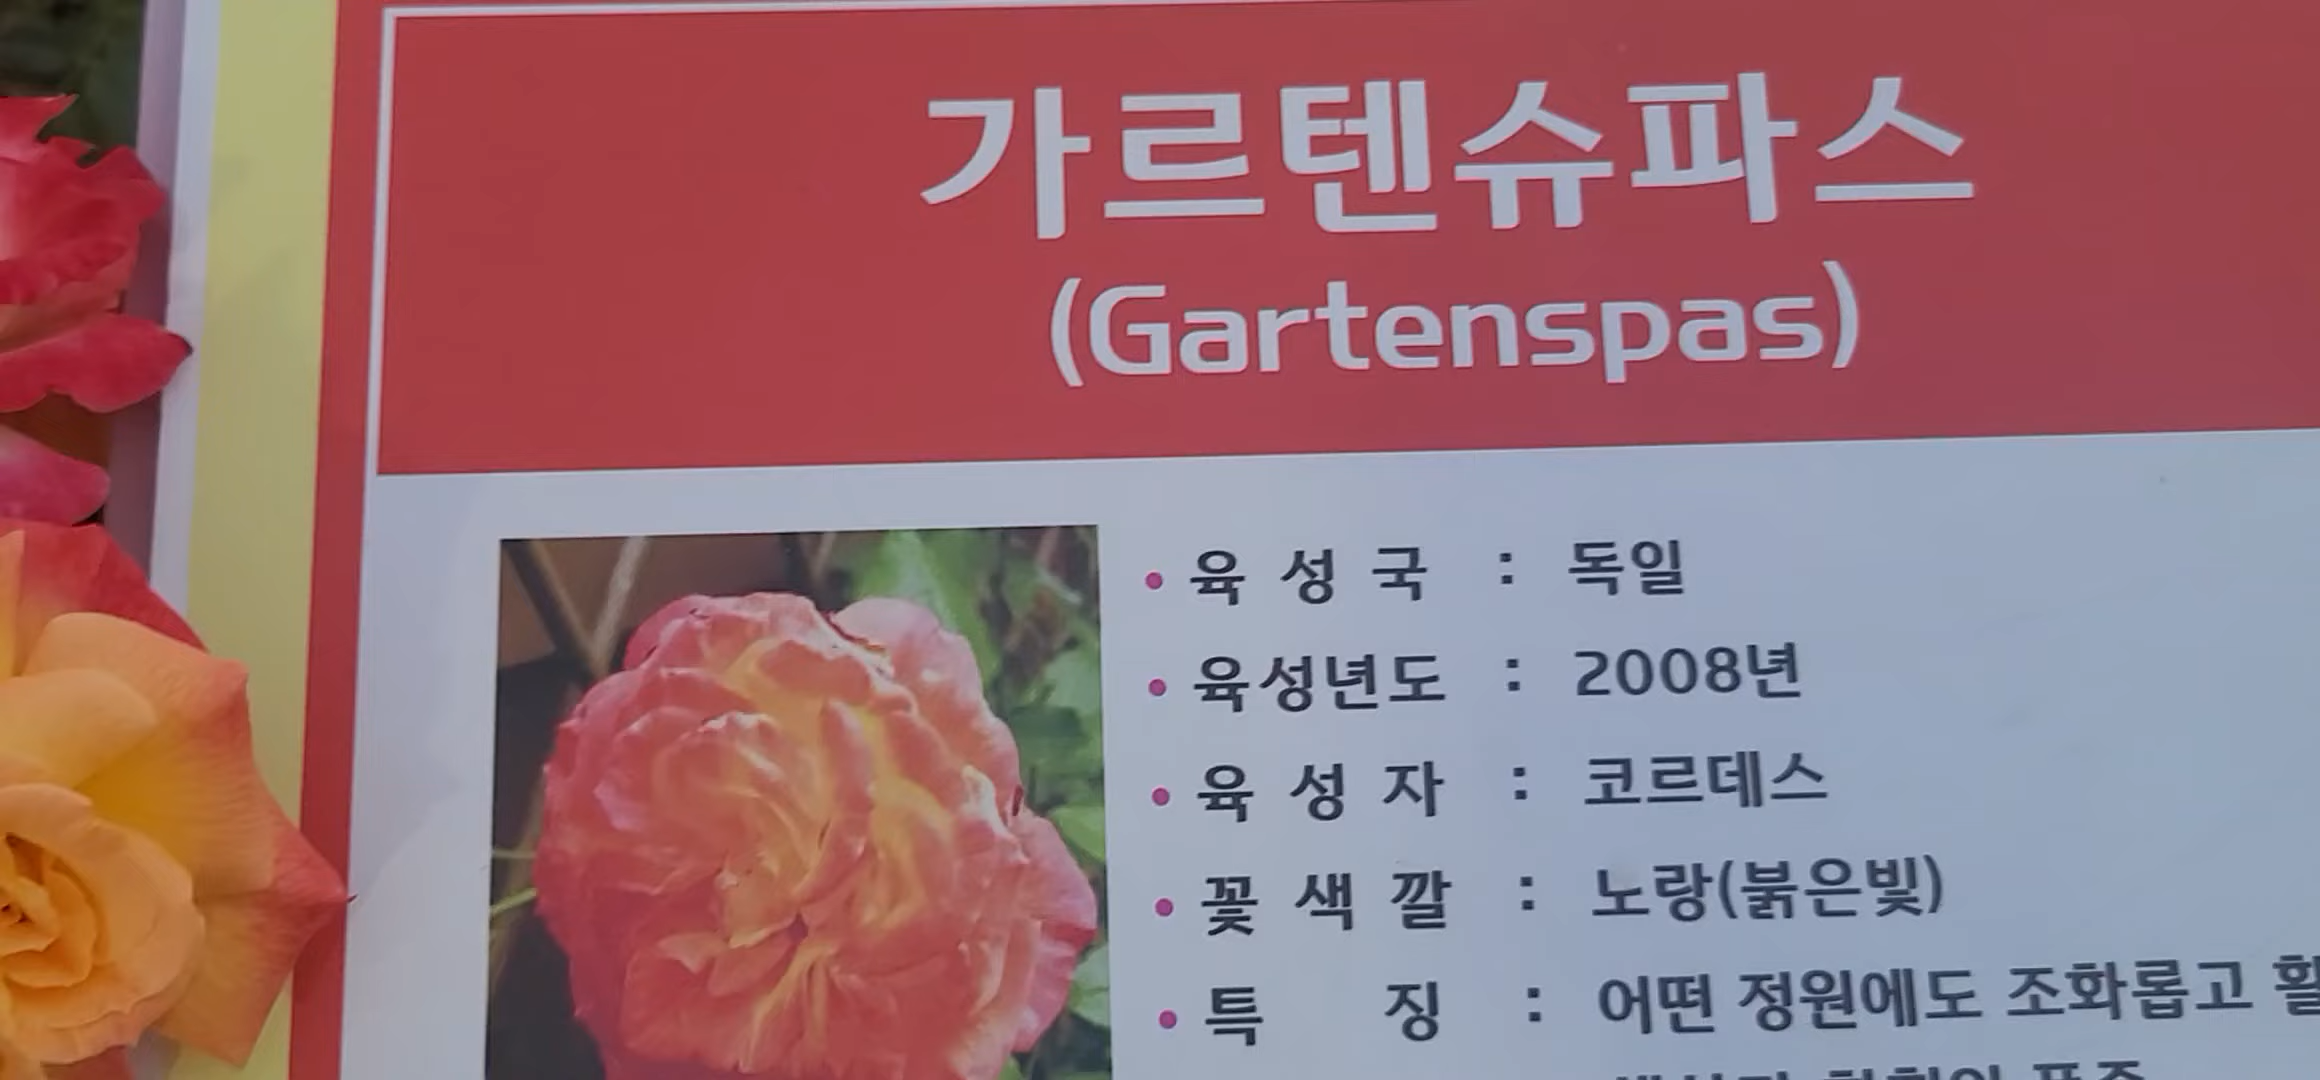 가르텐슈파스
(Gartenspas)
• 육 성 국 : 독일
• 육성년도 : 2008년
• 육 성 자 : 코르데스
• 꽃 색 깔 : 노랑(붉은빛)
• 특 징 : 어떤 정원에도 조화롭고